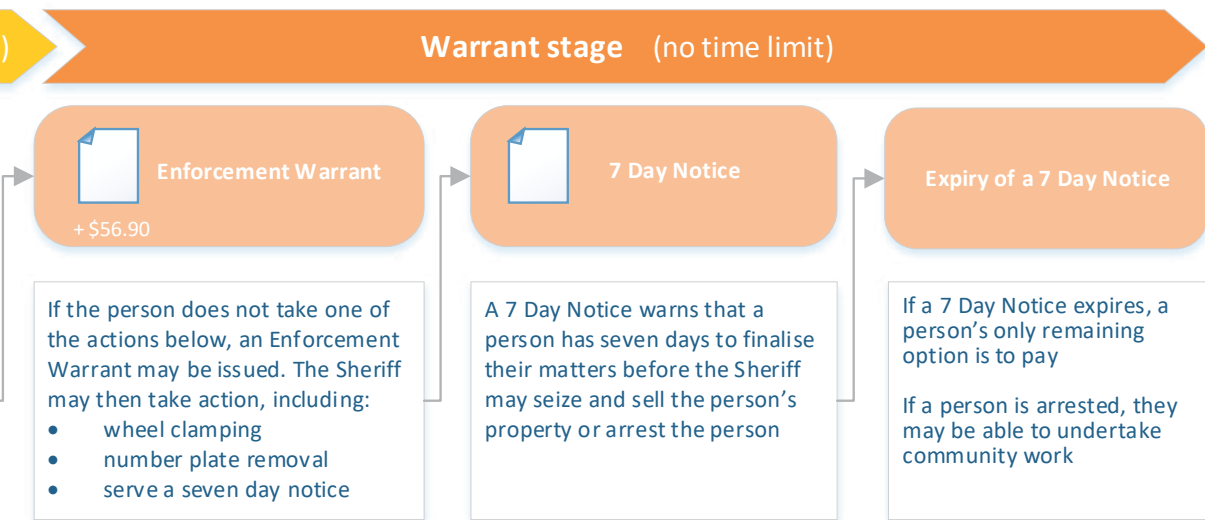 )
Warrant stage (no time limit)
Enforcement Warrant
+ $56.90
If the person does not take one of
the actions below, an Enforcement
Warrant may be issued. The Sheriff
may then take action, including:
• wheel clamping
• number plate removal
• serve a seven day notice
7 Day Notice
A 7 Day Notice warns that a
person has seven days to finalise
their matters before the Sheriff
may seize and sell the person's
property or arrest the person
Expiry of a 7 Day Notice
If a 7 Day Notice expires, a
person's only remaining
option is to pay
If a person is arrested, they
may be able to undertake
community work